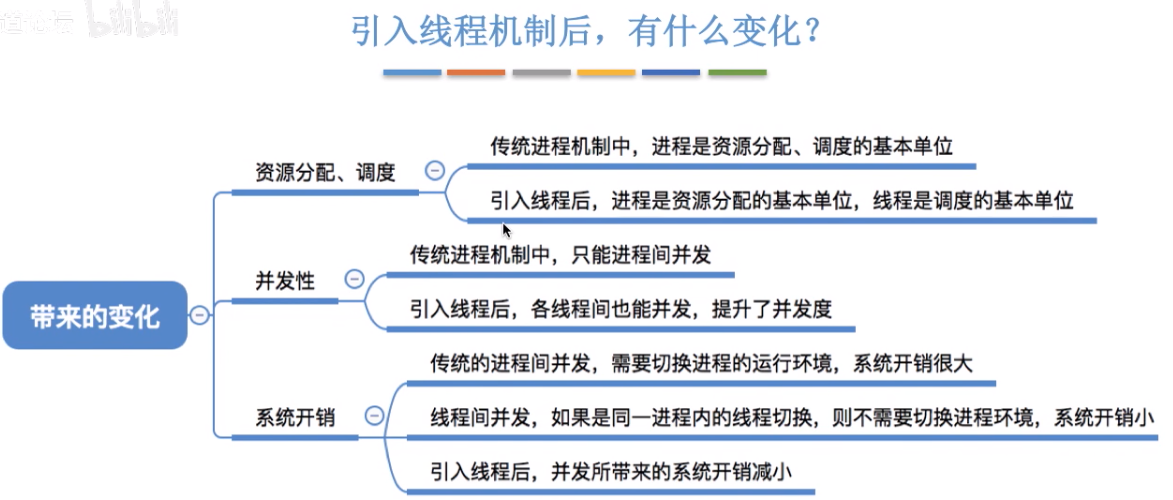 引入线程机制后，有什么变化？
传统进程机制中，进程是资源分配、调度的基本单位
资源分配、调度
引入线程后，进程是资源分配的基本单位，线程是调度的基本单位
传统进程机制中，只能进程间并发
并发性
引入线程后，各线程间也能并发，提升了并发度
带来的变化
传统的进程间并发，需要切换进程的运行环境，系统开销很大
系统开销
线程间并发，如果是同一进程内的线程切换，则不需要切换进程环境，系统开销小
引入线程后，并发所带来的系统开销减小
bilibili